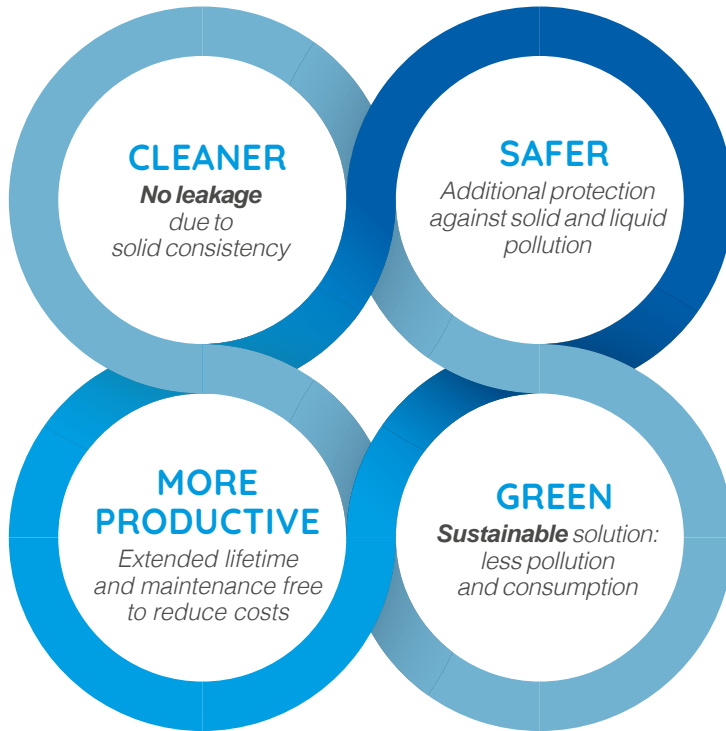 CLEANER
No leakage
due to
solid consistency
SAFER
Additional protection
against solid and liquid
pollution
MORE
PRODUCTIVE
Extended lifetime
and maintenance free
to reduce costs
GREEN
Sustainable solution:
less pollution
and consumption